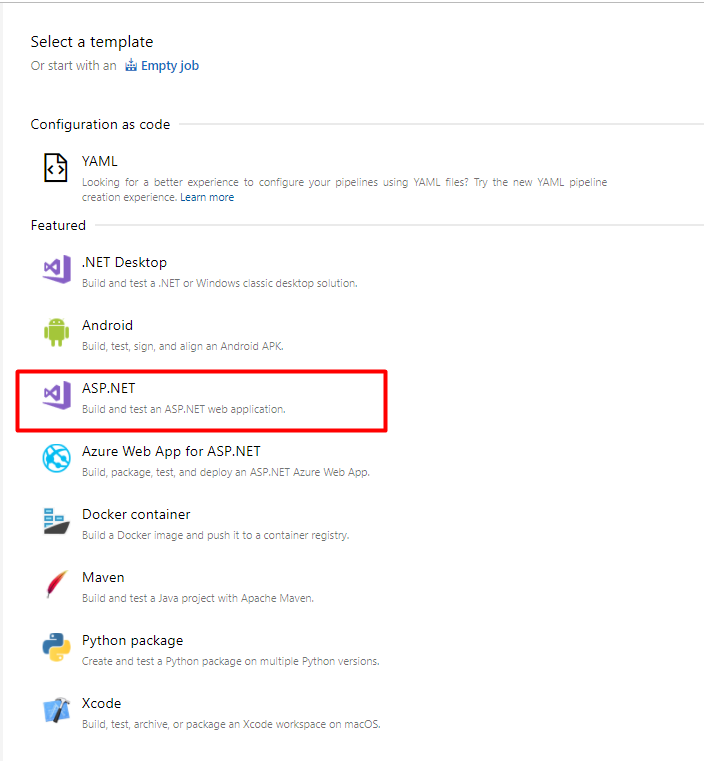 Select a template
Or start with an Empty job
Configuration as code
YAML
Looking for a better experience to configure your pipelines using YAML files? Try the new YAML pipeline
creation experience. Learn more
Featured
.NET Desktop
Build and test a .NET or Windows classic desktop solution.
Android
Build, test, sign, and align an Android APK.
ASP.NET
Build and test an ASP.NET web application.
Azure Web App for ASP.NET
Build, package, test, and deploy an ASP.NET Azure Web App.
Docker container
Build a Docker image and push it to a container registry.
Maven
Build and test a Java project with Apache Maven.
Python package
Create and test a Python package on multiple Python versions.
Xcode
Build, test, archive, or package an Xcode workspace on macOS.